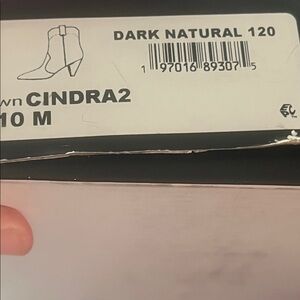 DARK NATURAL 120
1 97016 89307 5
wn CINDRA2
10 M